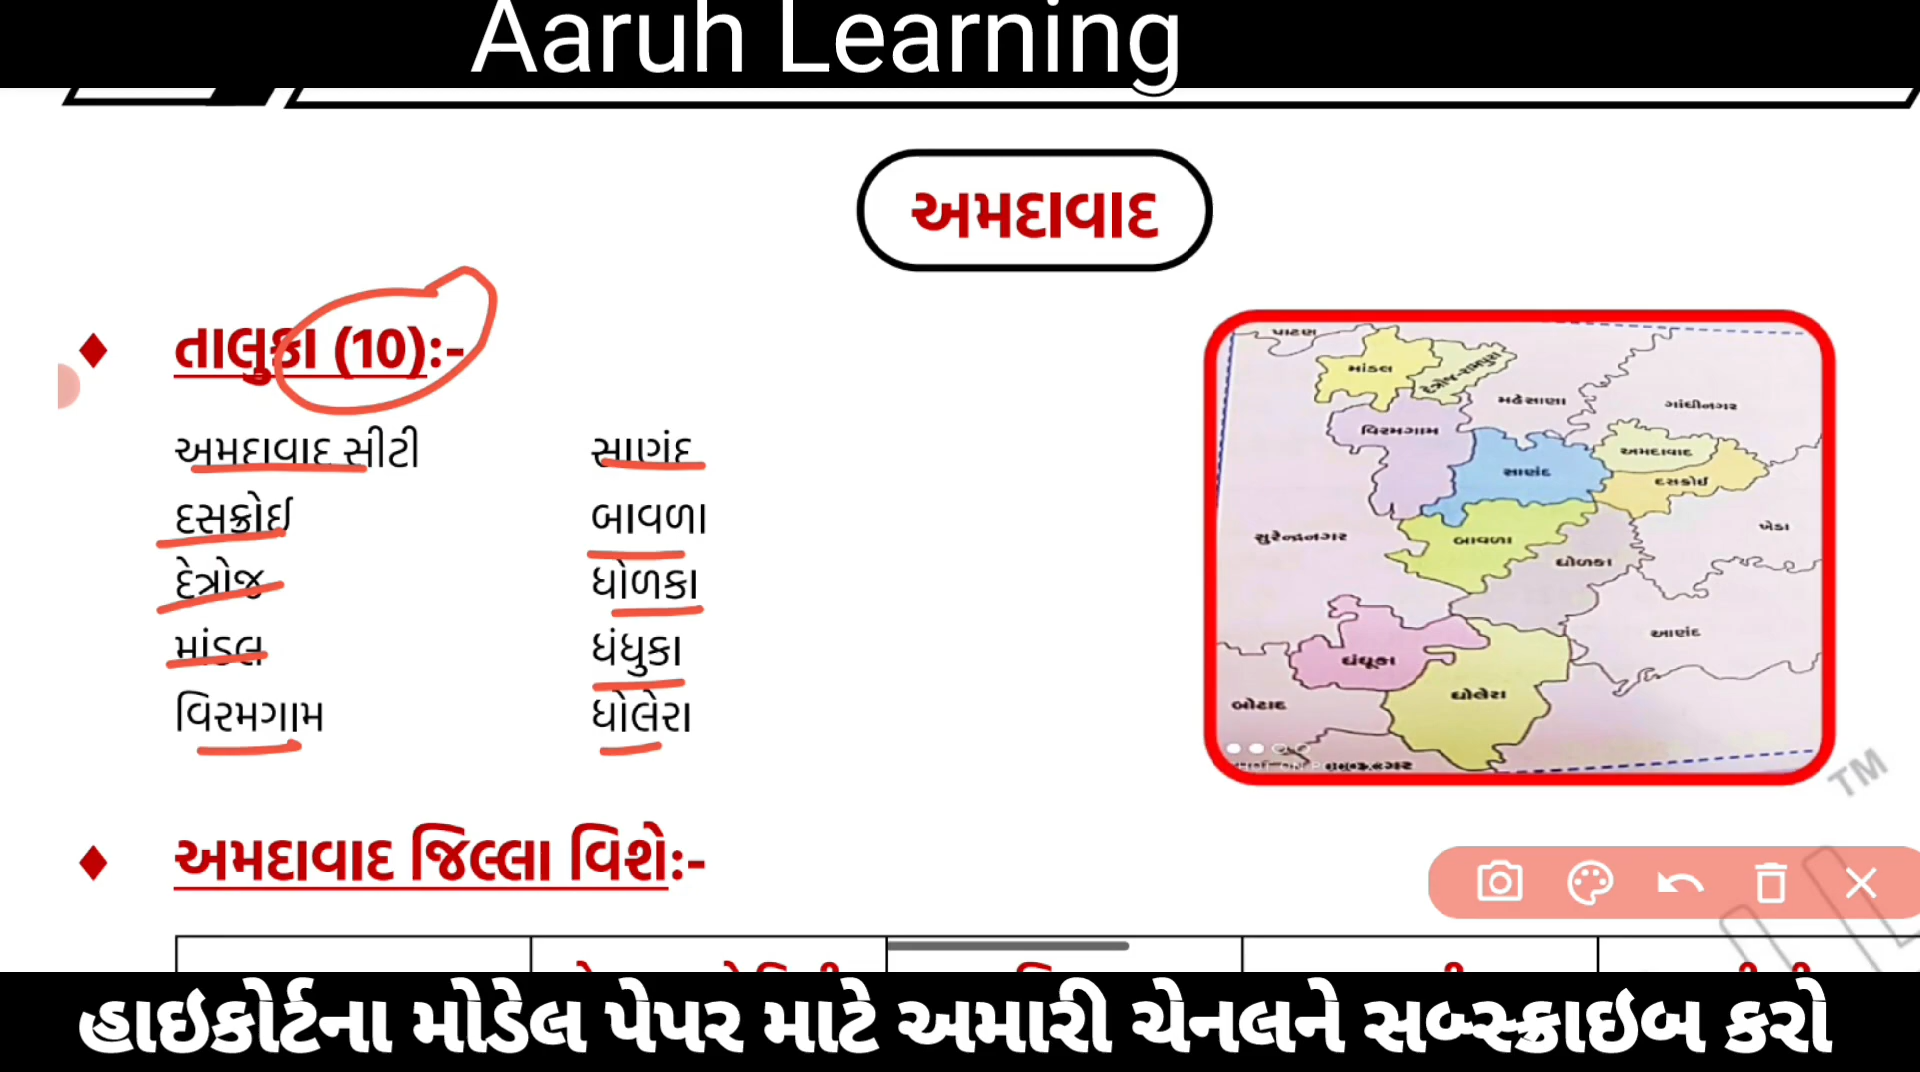 Aaruh Learning
અમદાવાદ
તાલુકા (10):-
અમદાવાદ સીટી
દસક્રોઈ
દેત્રોજ
માંડલ
વિરમગામ
સાણંદ
બાવળા
ધોળકા
ધંધુકા
ધોલેરા
પાટણ
માંડલ
દેત્રોજ-રામપુરા
મહેસાણા
ગાંધીનગર
વિરમગામ
અમદાવાદ
સાણંદ
દસક્રોઈ
ખેડા
સુરેન્દ્રનગર
બાવળા
ધોળકા
આણંદ
ધંધૂકા
ધોલેરા
બોટાદ
TM
અમદાવાદ જિલ્લા વિશે:-
હાઇકોર્ટના મોડેલ પેપર માટે અમારી ચેનલને સબ્સ્ક્રાઇબ કરો